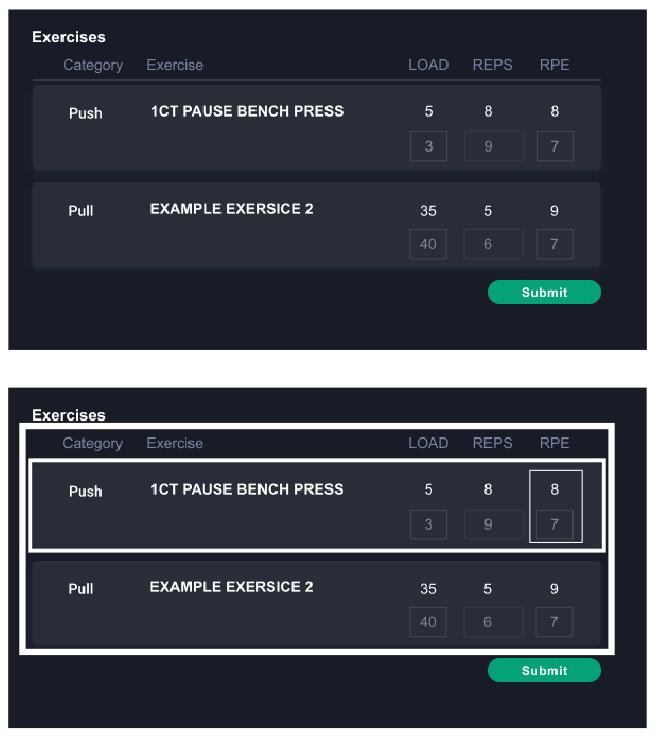 Exercises
Category Exercise LOAD REPS RPE
Push 1CT PAUSE BENCH PRESS 5 8 8
3 9 7
Pull EXAMPLE EXERSICE 2 35 5 9
40 6 7
Submit
Exercises
Category Exercise LOAD REPS RPE
Push 1CT PAUSE BENCH PRESS 5 8 8
3 9 7
Pull EXAMPLE EXERSICE 2 35 5 9
40 6 7
Submit